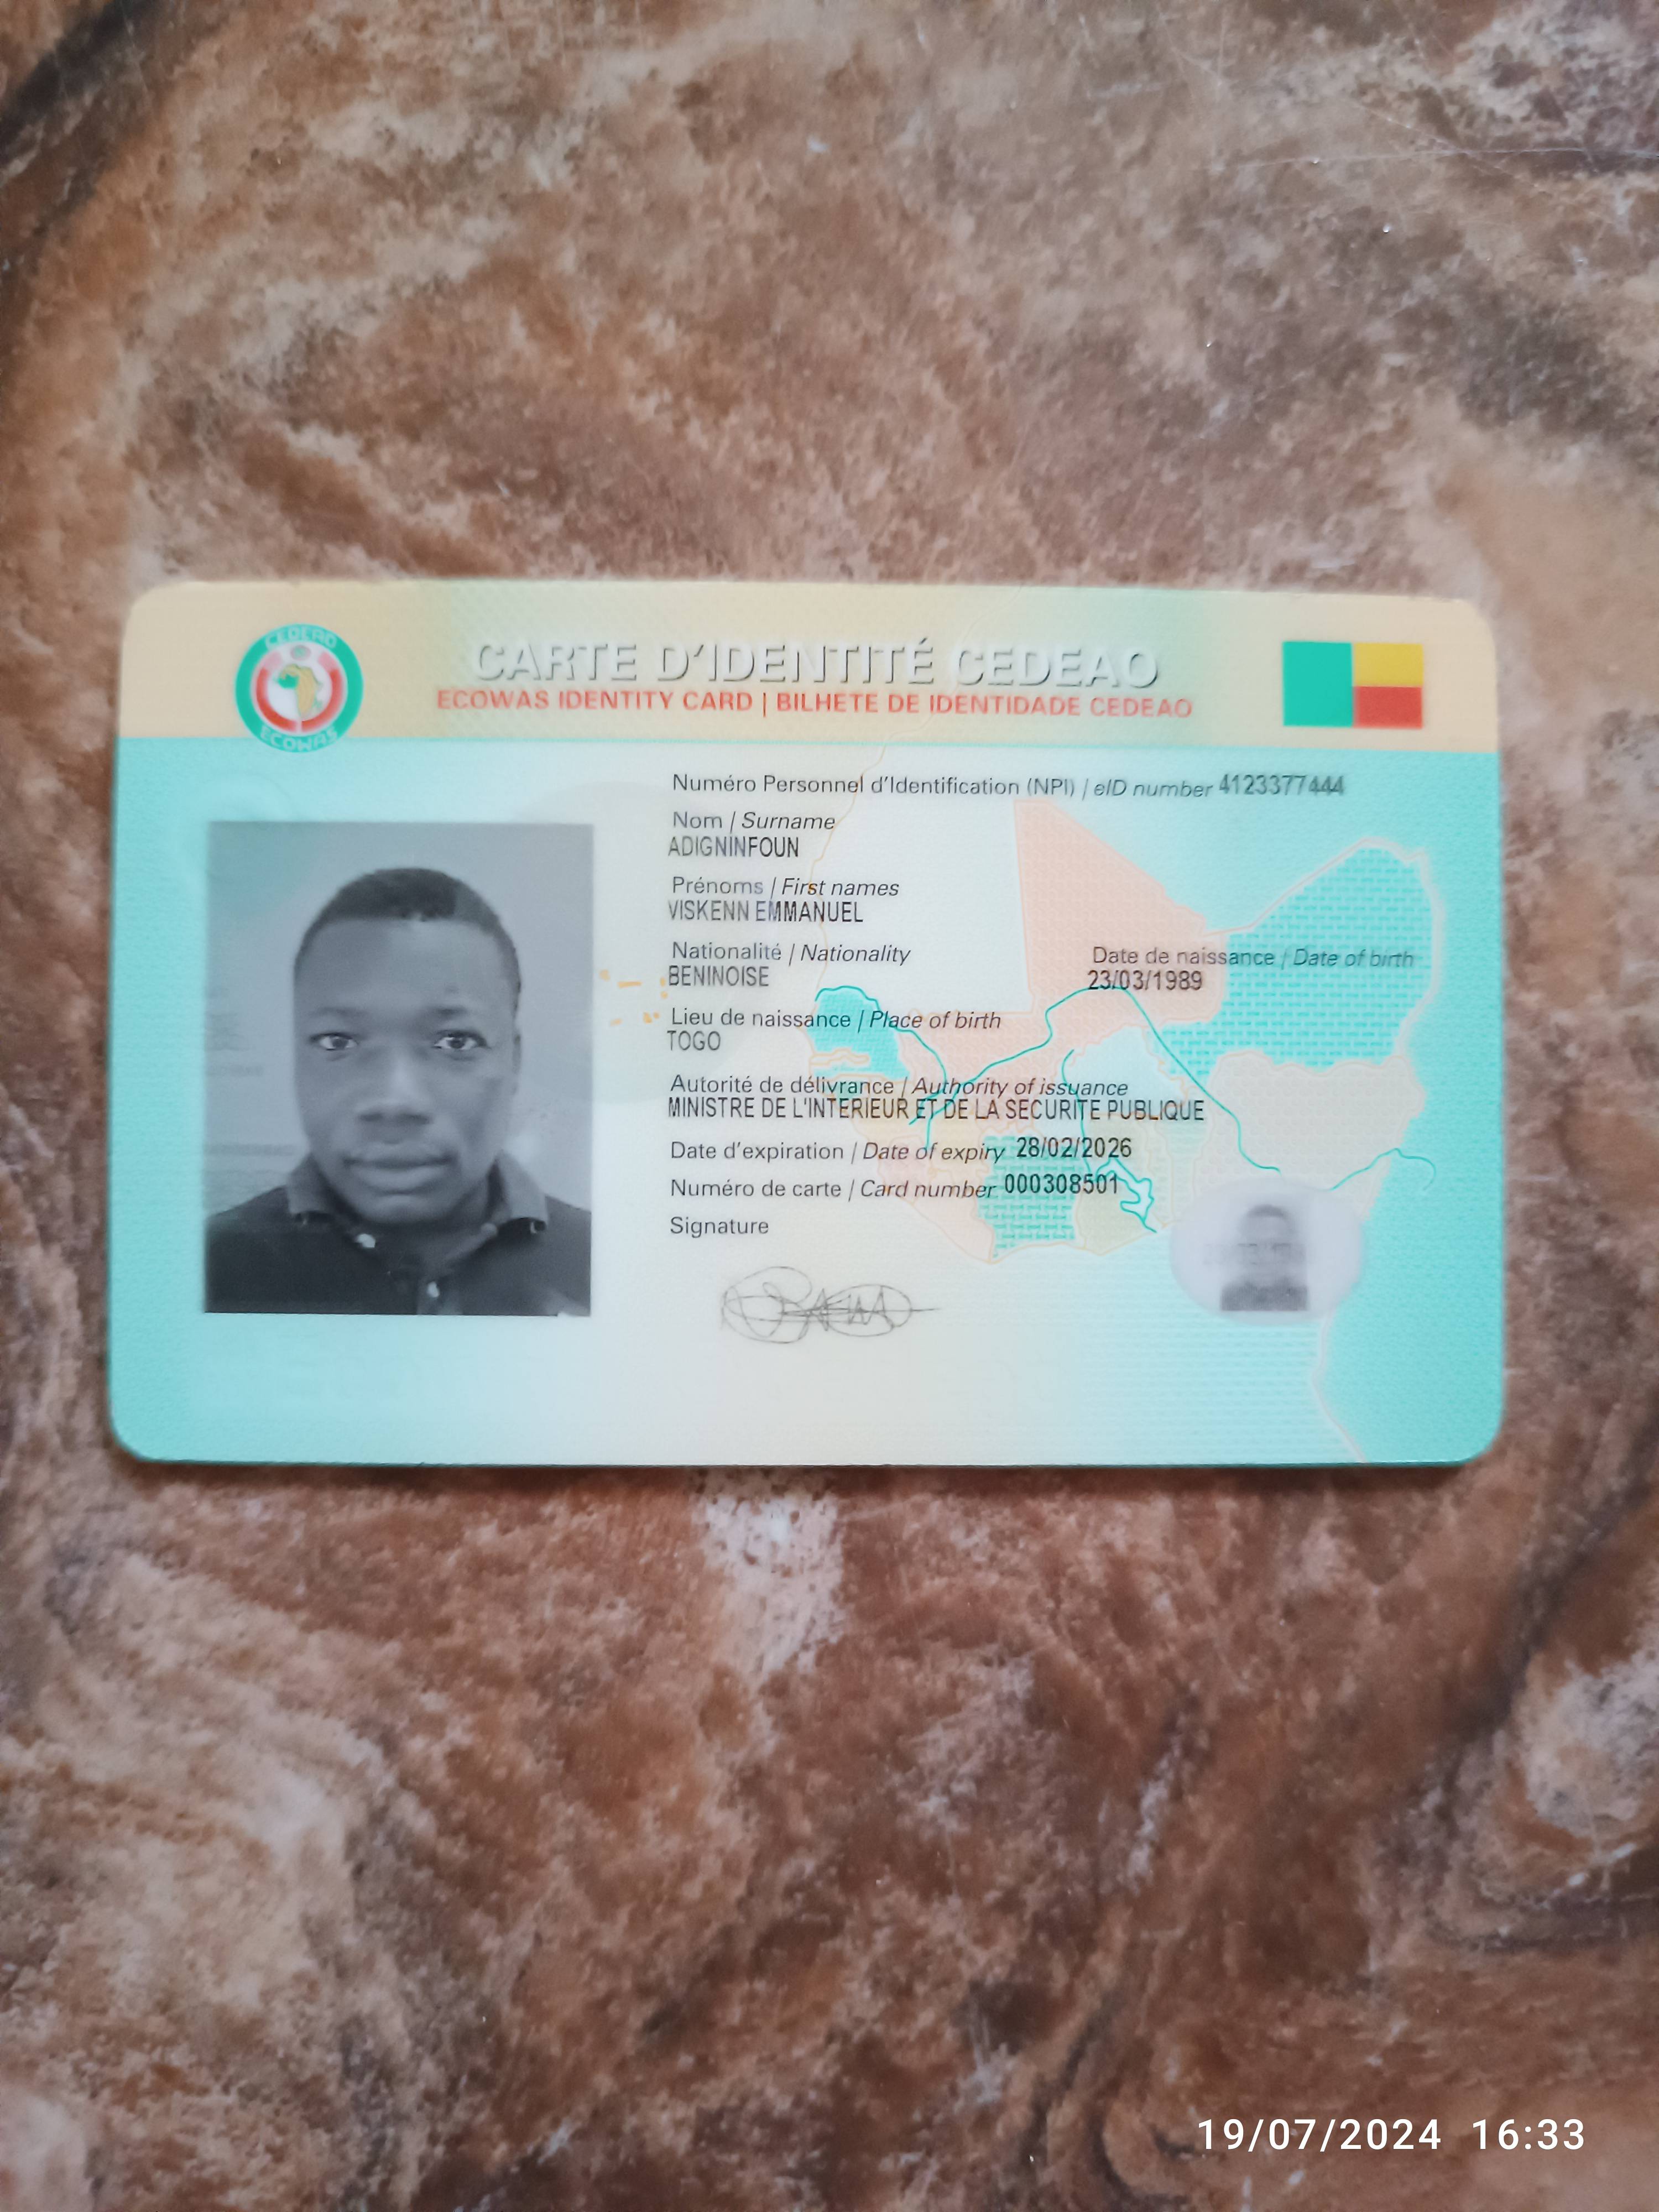 CEDEAO
ECOWAS
CARTE D'IDENTITÉ CEDEAO
ECOWAS IDENTITY CARD | BILHETE DE IDENTIDADE CEDEAO
Numéro Personnel d'Identification (NPI) / eID number 4123377444
Nom / Surname
ADIGNINFOUN
Prénoms / First names
VISKENN EMMANUEL
Nationalité / Nationality
BENINOISE
Date de naissance / Date of birth
23/03/1989
Lieu de naissance / Place of birth
TOGO
Autorité de délivrance / Authority of issuance
MINISTRE DE L'INTERIEUR ET DE LA SECURITE PUBLIQUE
Date d'expiration / Date of expiry 28/02/2026
Numéro de carte / Card number 000308501
Signature
19/07/2024 16:33